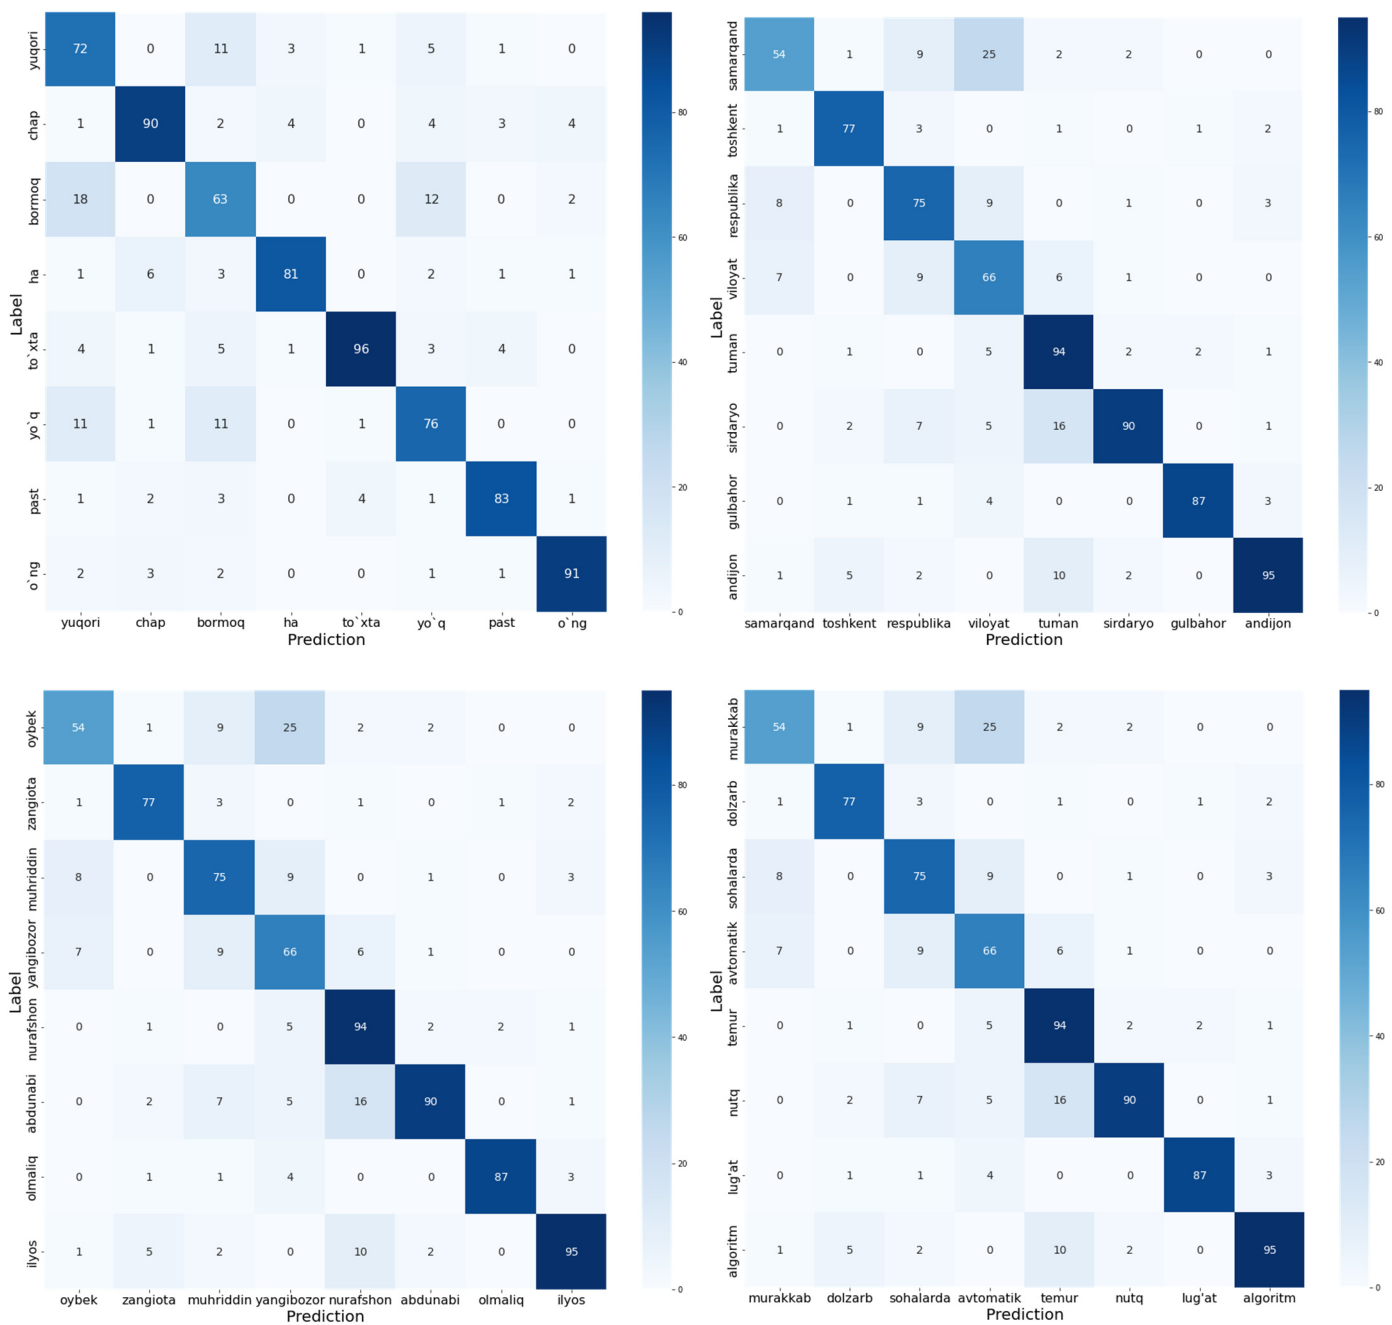 yuqori 72 0 11 3 1 5 1 0
chap 1 90 2 4 0 4 3 4
bormoq 18 0 63 0 0 12 0 2
ha 1 6 3 81 0 2 1 1
to`xta 4 1 5 1 96 3 4 0
yo`q 11 1 11 0 1 76 0 0
past 1 2 3 0 4 1 83 1
o`ng 2 3 2 0 0 1 1 91
Label
yuqori chap bormoq ha to`xta yo`q past o`ng
Prediction
80
60
40
20
0
samarqand 54 1 9 25 2 2 0 0
toshkent 1 77 3 0 1 0 1 2
respublika 8 0 75 9 0 1 0 3
viloyat 7 0 9 66 6 1 0 0
tuman 0 1 0 5 94 2 2 1
sirdaryo 0 2 7 5 16 90 0 1
gulbahor 0 1 1 4 0 0 87 3
andijon 1 5 2 0 10 2 0 95
Label
samarqand toshkent respublika viloyat tuman sirdaryo gulbahor andijon
Prediction
80
60
40
20
0
oybek 54 1 9 25 2 2 0 0
zangiota 1 77 3 0 1 0 1 2
muhriddin 8 0 75 9 0 1 0 3
yangibozor 7 0 9 66 6 1 0 0
nurafshon 0 1 0 5 94 2 2 1
abdunabi 0 2 7 5 16 90 0 1
olmaliq 0 1 1 4 0 0 87 3
ilyos 1 5 2 0 10 2 0 95
Label
oybek zangiota muhriddin yangibozor nurafshon abdunabi olmaliq ilyos
Prediction
80
60
40
20
0
murakkab 54 1 9 25 2 2 0 0
dolzarb 1 77 3 0 1 0 1 2
sohalarda 8 0 75 9 0 1 0 3
avtomatik 7 0 9 66 6 1 0 0
temur 0 1 0 5 94 2 2 1
nutq 0 2 7 5 16 90 0 1
lug'at 0 1 1 4 0 0 87 3
algoritm 1 5 2 0 10 2 0 95
Label
murakkab dolzarb sohalarda avtomatik temur nutq lug'at algoritm
Prediction
80
60
40
20
0